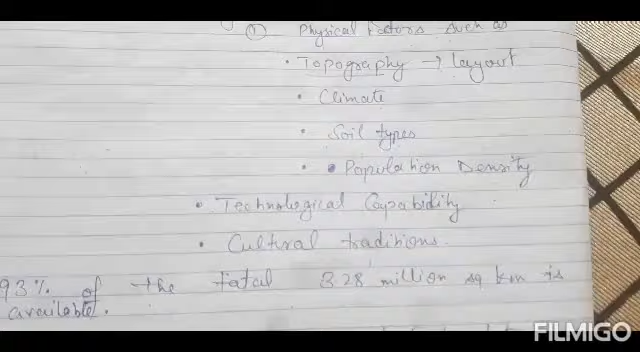 ① Physical Factors such as
• Topography → layout
• Climate
• Soil types
• Population Density
• Technological Capability
• Cultural traditions.
93% of the total 328 million sq km is
available.
FILMIGO